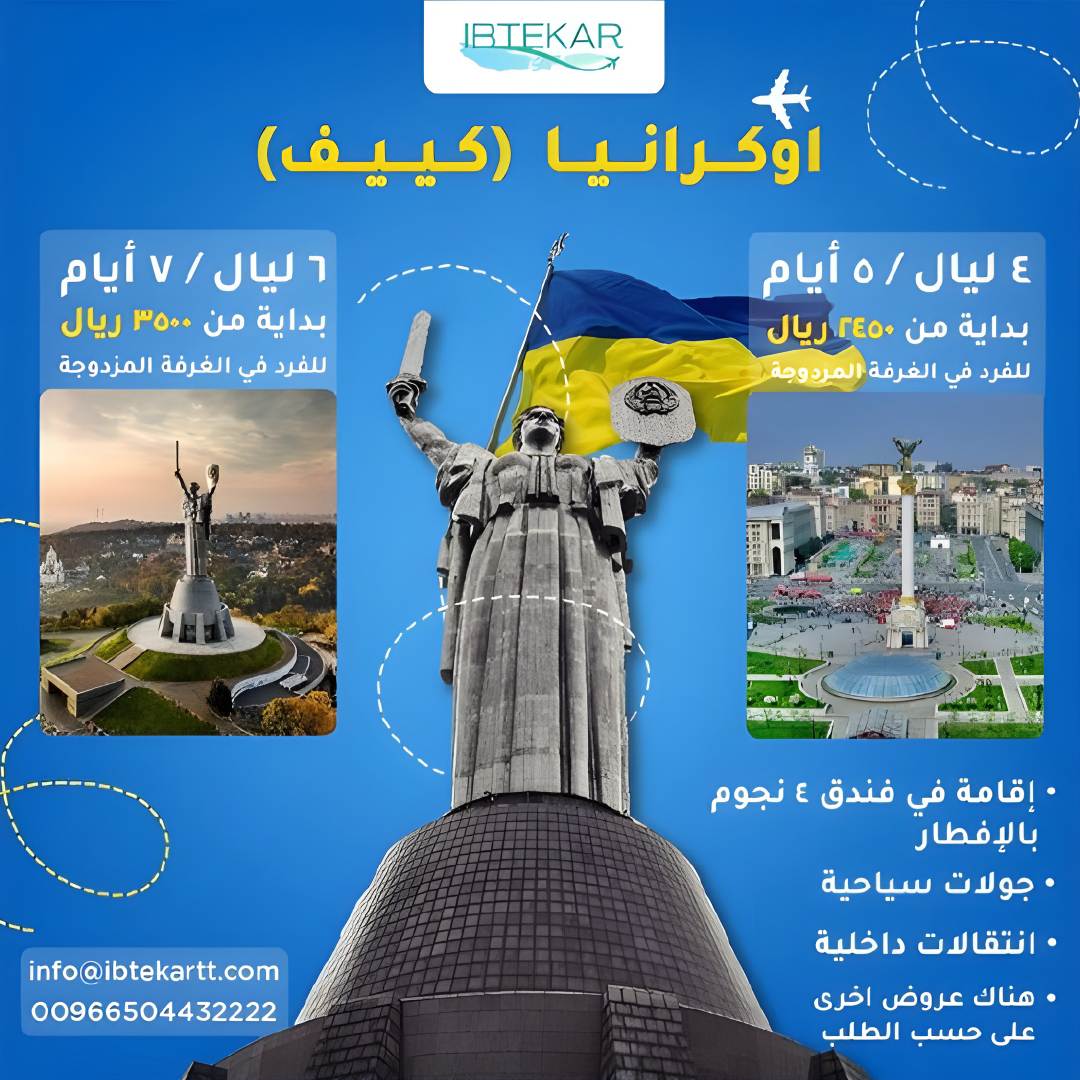 IBTEKAR
اوكرانيا (كييف)
٤ ليال / ٥ أيام
بداية من ٢٤٥٠ ريال
للفرد في الغرفة المزدوجة
٦ ليال / ٧ أيام
بداية من ٣٥٠٠ ريال
للفرد في الغرفة المزدوجة
• إقامة في فندق ٤ نجوم
بالإفطار
• جولات سياحية
• انتقالات داخلية
• هناك عروض اخرى
على حسب الطلب
info@ibtekartt.com
00966504432222